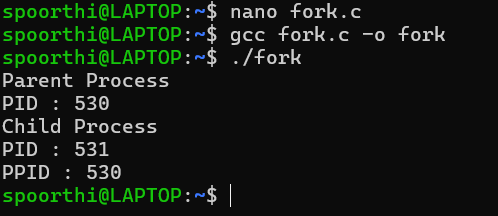 spoorthi@LAPTOP:~$ nano fork.c
spoorthi@LAPTOP:~$ gcc fork.c -o fork
spoorthi@LAPTOP:~$ ./fork
Parent Process
PID : 530
Child Process
PID : 531
PPID : 530
spoorthi@LAPTOP:~$